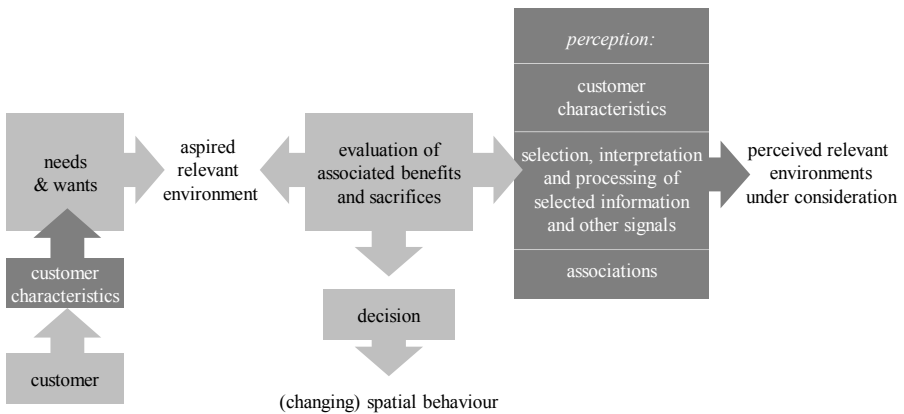 needs
& wants
customer
characteristics
customer
aspired
relevant
environment
evaluation of
associated benefits
and sacrifices
decision
(changing) spatial behaviour
perception:
customer
characteristics
selection, interpretation
and processing of
selected information
and other signals
associations
perceived relevant
environments
under consideration